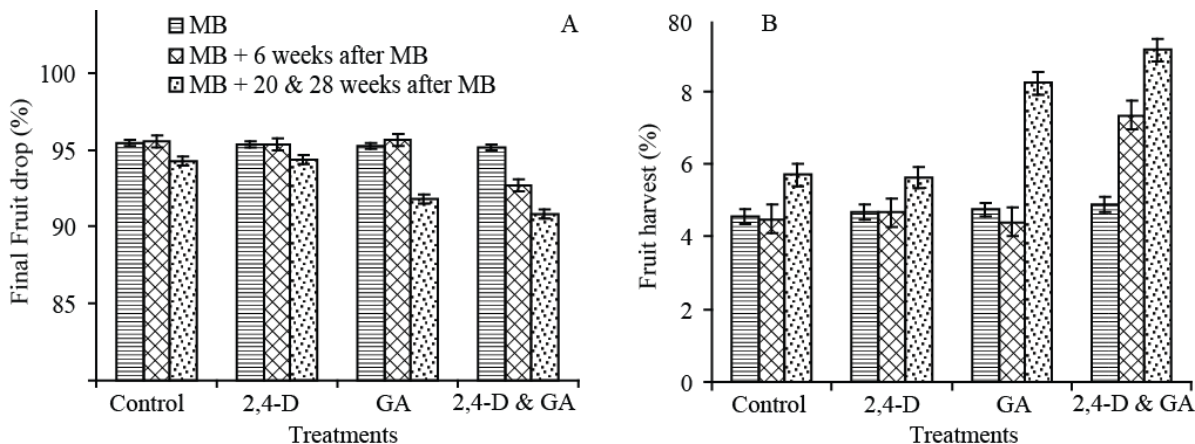 MB
MB + 6 weeks after MB
MB + 20 & 28 weeks after MB
A
Final Fruit drop (%)
100
95
90
85
Control
2,4-D
GA
2,4-D & GA
Treatments
B
Fruit harvest (%)
80
8
6
4
2
0
Control
2,4-D
GA
2,4-D & GA
Treatments